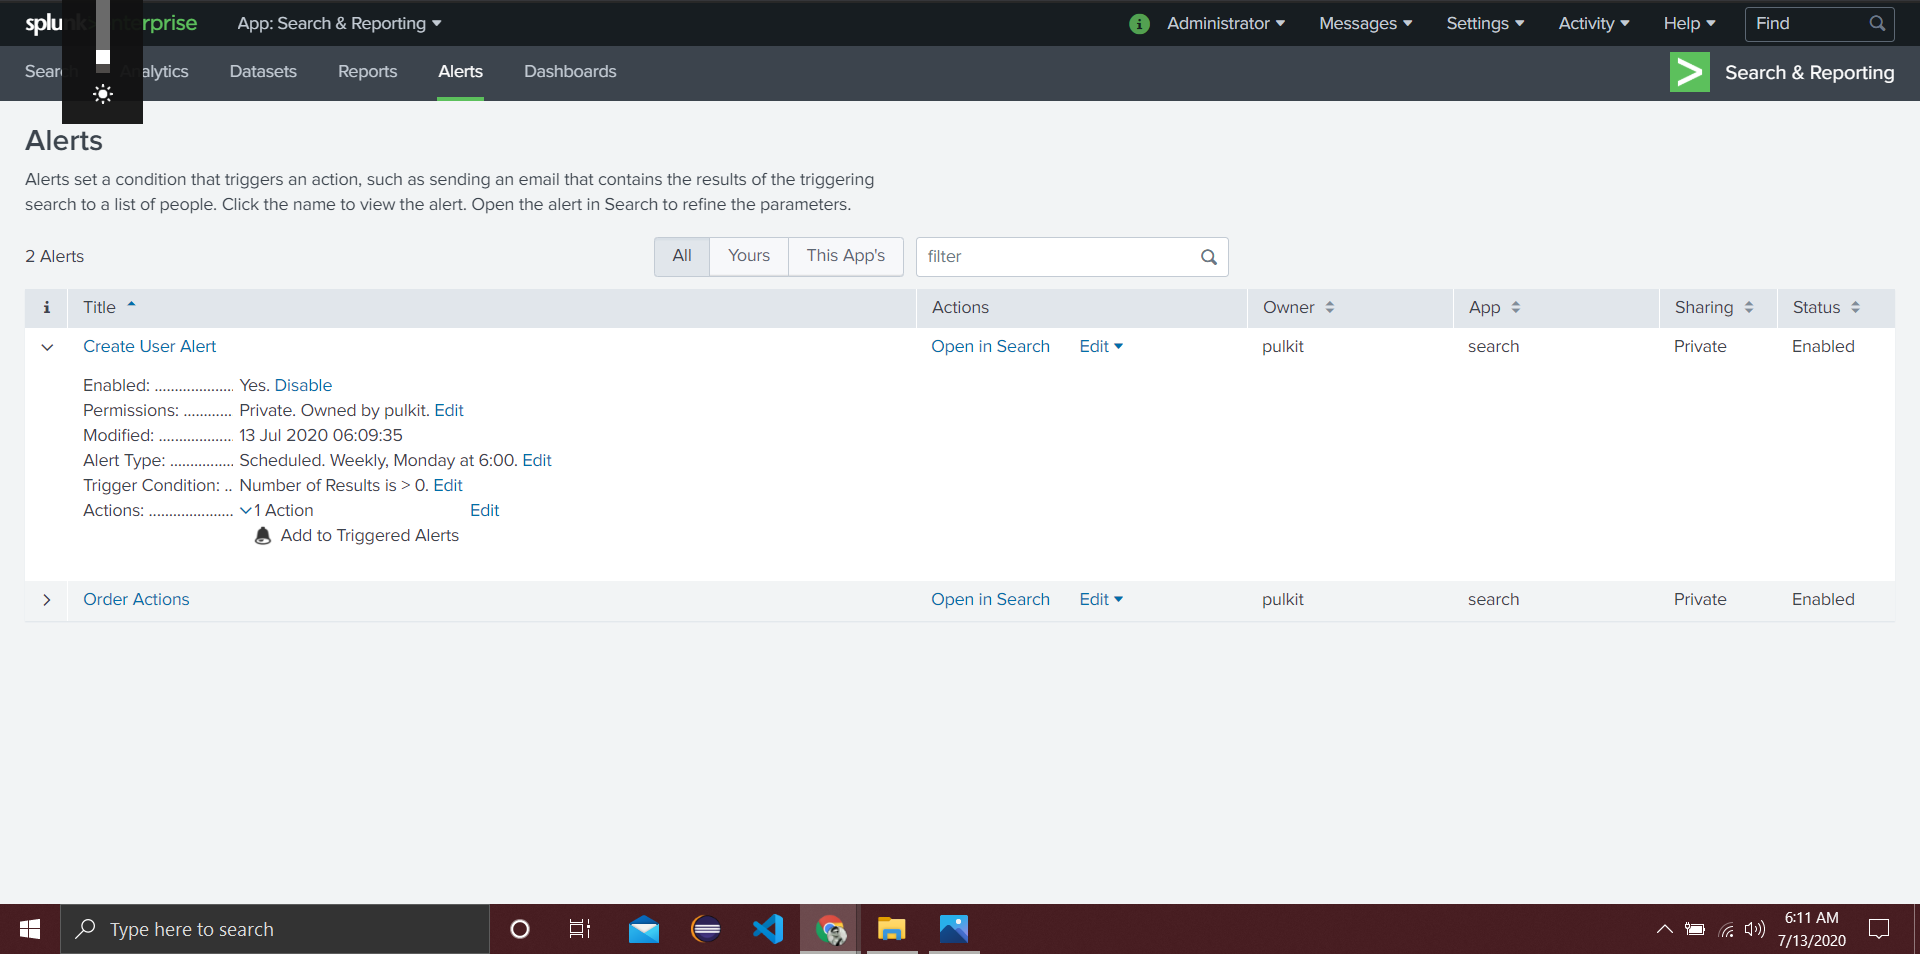 splunk enterprise App: Search & Reporting i Administrator Messages Settings Activity Help Find
Search Analytics Datasets Reports Alerts Dashboards > Search & Reporting
Alerts
Alerts set a condition that triggers an action, such as sending an email that contains the results of the triggering
search to a list of people. Click the name to view the alert. Open the alert in Search to refine the parameters.
2 Alerts All Yours This App's filter
i Title Actions Owner App Sharing Status
Create User Alert Open in Search Edit pulkit search Private Enabled
Enabled: .................... Yes. Disable
Permissions: ............ Private. Owned by pulkit. Edit
Modified: .................. 13 Jul 2020 06:09:35
Alert Type: ................ Scheduled. Weekly, Monday at 6:00. Edit
Trigger Condition: .. Number of Results is > 0. Edit
Actions: ..................... 1 Action Edit
Add to Triggered Alerts
Order Actions Open in Search Edit pulkit search Private Enabled
Type here to search
6:11 AM
7/13/2020